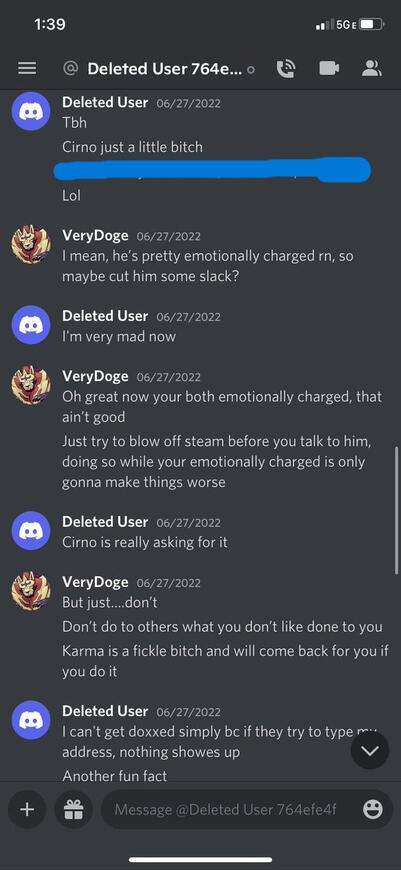 1:39
5GE
@ Deleted User 764e...
Deleted User 06/27/2022
Tbh
Cirno just a little bitch
Lol
VeryDoge 06/27/2022
I mean, he's pretty emotionally charged rn, so
maybe cut him some slack?
Deleted User 06/27/2022
I'm very mad now
VeryDoge 06/27/2022
Oh great now your both emotionally charged, that
ain't good
Just try to blow off steam before you talk to him,
doing so while your emotionally charged is only
gonna make things worse
Deleted User 06/27/2022
Cirno is really asking for it
VeryDoge 06/27/2022
But just....don't
Don't do to others what you don't like done to you
Karma is a fickle bitch and will come back for you if
you do it
Deleted User 06/27/2022
I can't get doxxed simply bc if they try to type my
address, nothing showes up
Another fun fact
Message @Deleted User 764efe4f